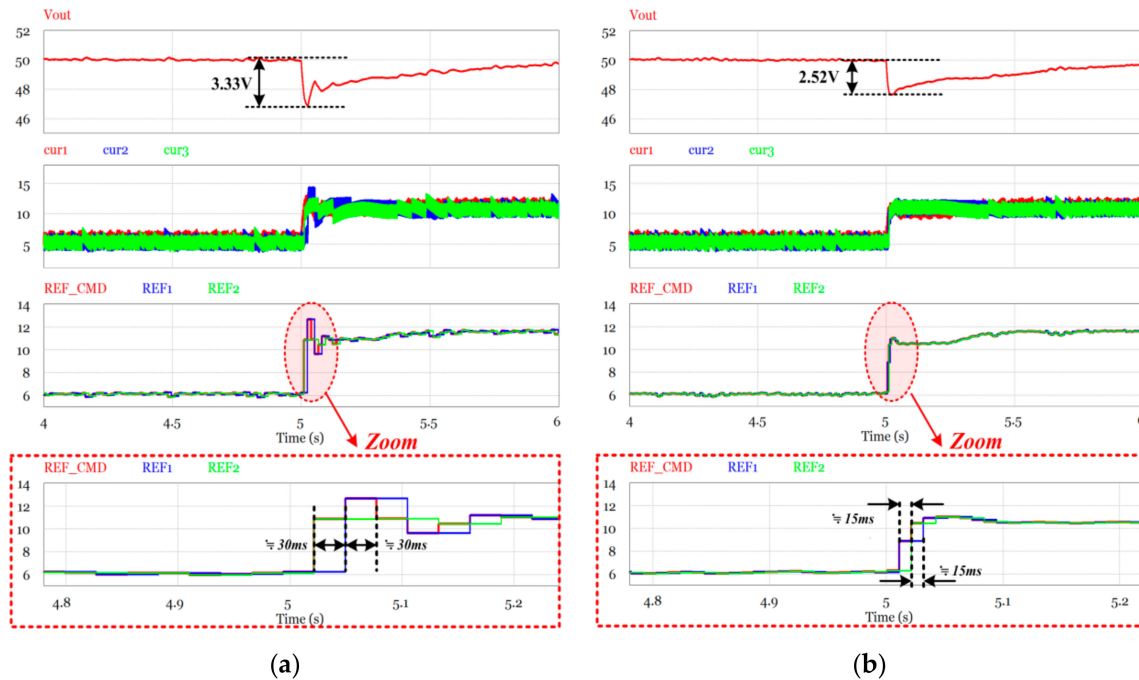 Vout
52
50
48
46
3.33V
cur1 cur2 cur3
15
10
5
REF_CMD REF1 REF2
14
12
10
8
6
4 4.5 5 5.5 6
Time (s)
Zoom
REF_CMD REF1 REF2
14
12
10
8
6
≒30ms ≒30ms
4.8 4.9 5 5.1 5.2
Time (s)
(a)
Vout
52
50
48
46
2.52V
cur1 cur2 cur3
15
10
5
REF_CMD REF1 REF2
14
12
10
8
6
4 4.5 5 5.5 6
Time (s)
Zoom
REF_CMD REF1 REF2
14
12
10
8
6
≒15ms
≒15ms
4.8 4.9 5 5.1 5.2
Time (s)
(b)